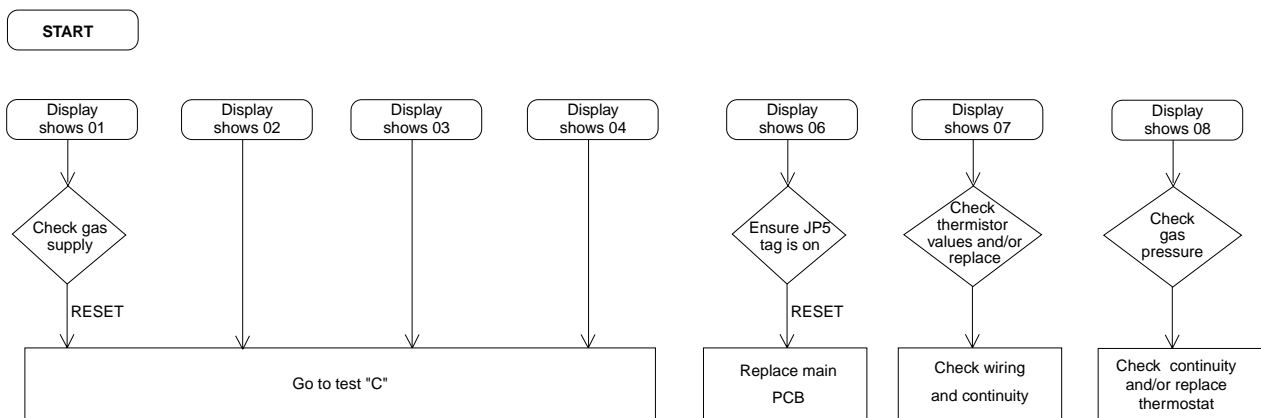 START
Display
shows 01
Display
shows 02
Display
shows 03
Display
shows 04
Display
shows 06
Display
shows 07
Display
shows 08
Check gas
supply
Ensure JP5
tag is on
Check
thermistor
values and/or
replace
Check
gas
pressure
RESET
RESET
Go to test "C"
Replace main
PCB
Check wiring
and continuity
Check continuity
and/or replace
thermostat